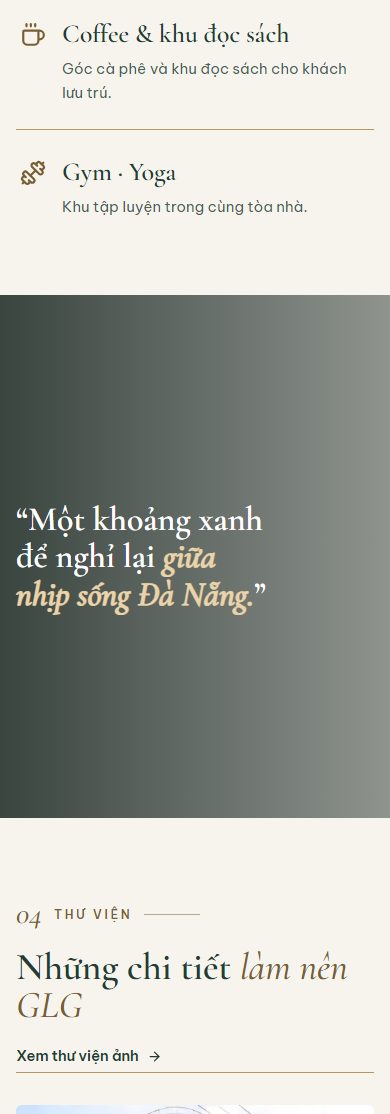 Coffee & khu đọc sách
Góc cà phê và khu đọc sách cho khách
lưu trú.
Gym · Yoga
Khu tập luyện trong cùng tòa nhà.
“Một khoảng xanh
để nghỉ lại giữa
nhịp sống Đà Nẵng.”
04 THƯ VIỆN
Những chi tiết làm nên
GLG
Xem thư viện ảnh →